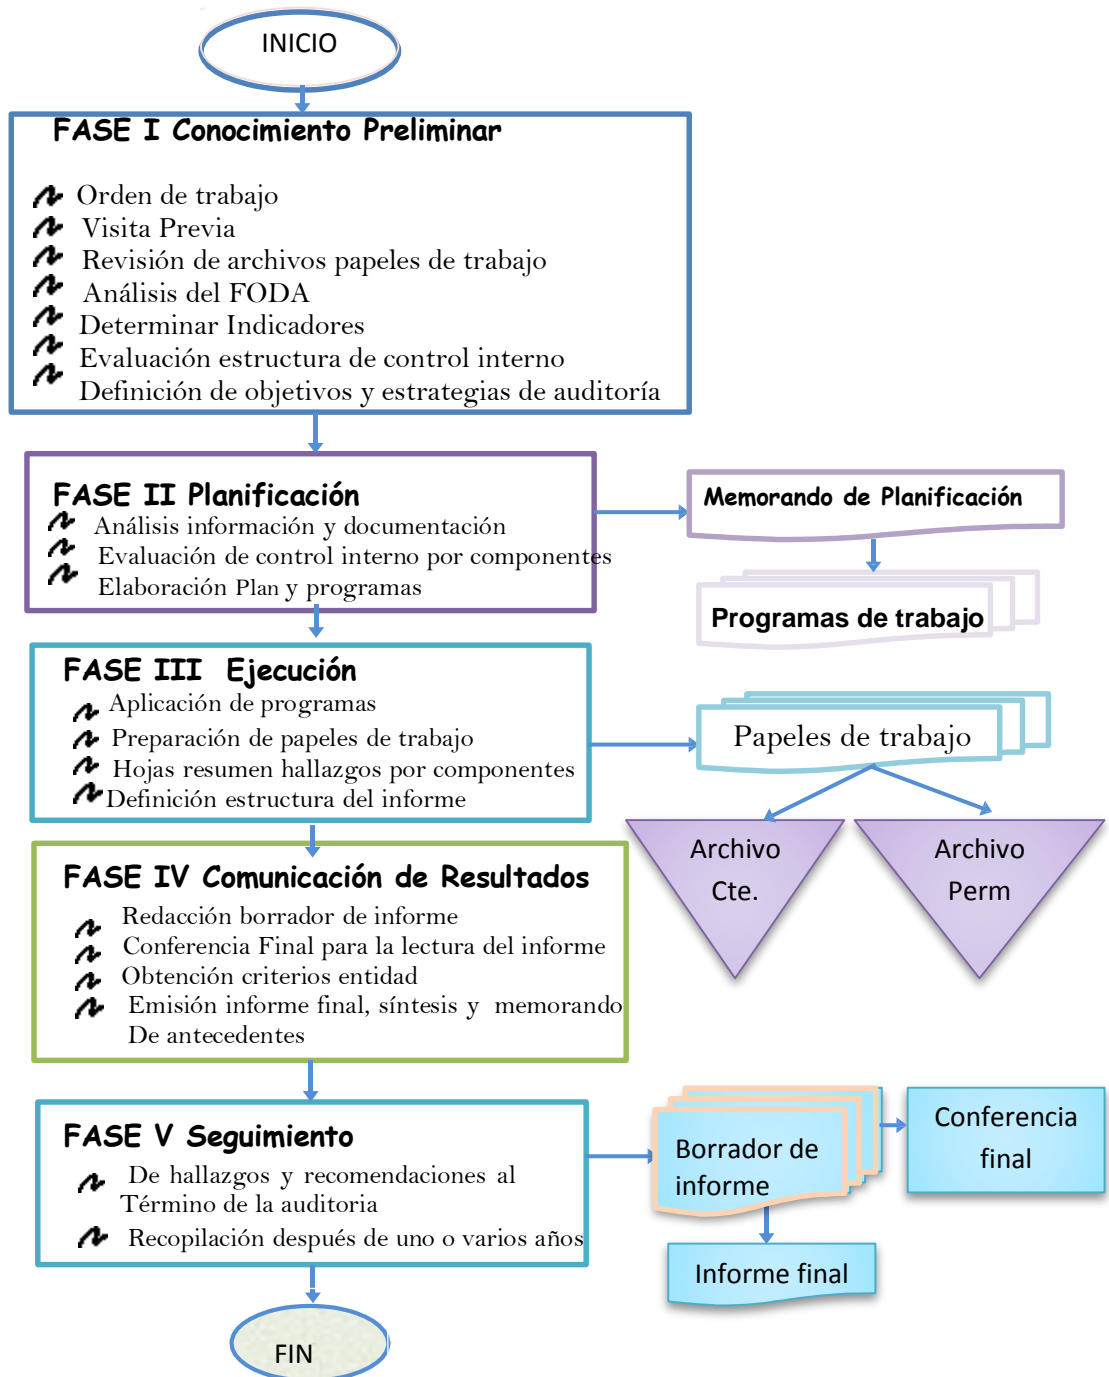 INICIO
FASE I Conocimiento Preliminar
Orden de trabajo
Visita Previa
Revisión de archivos papeles de trabajo
Análisis del FODA
Determinar Indicadores
Evaluación estructura de control interno
Definición de objetivos y estrategias de auditoría
FASE II Planificación
Análisis información y documentación
Evaluación de control interno por componentes
Elaboración Plan y programas
Memorando de Planificación
Programas de trabajo
FASE III Ejecución
Aplicación de programas
Preparación de papeles de trabajo
Hojas resumen hallazgos por componentes
Definición estructura del informe
Papeles de trabajo
Archivo
Cte.
Archivo
Perm
FASE IV Comunicación de Resultados
Redacción borrador de informe
Conferencia Final para la lectura del informe
Obtención criterios entidad
Emisión informe final, síntesis y memorando
De antecedentes
FASE V Seguimiento
De hallazgos y recomendaciones al
Término de la auditoria
Recopilación después de uno o varios años
Borrador de
informe
Conferencia
final
Informe final
FIN